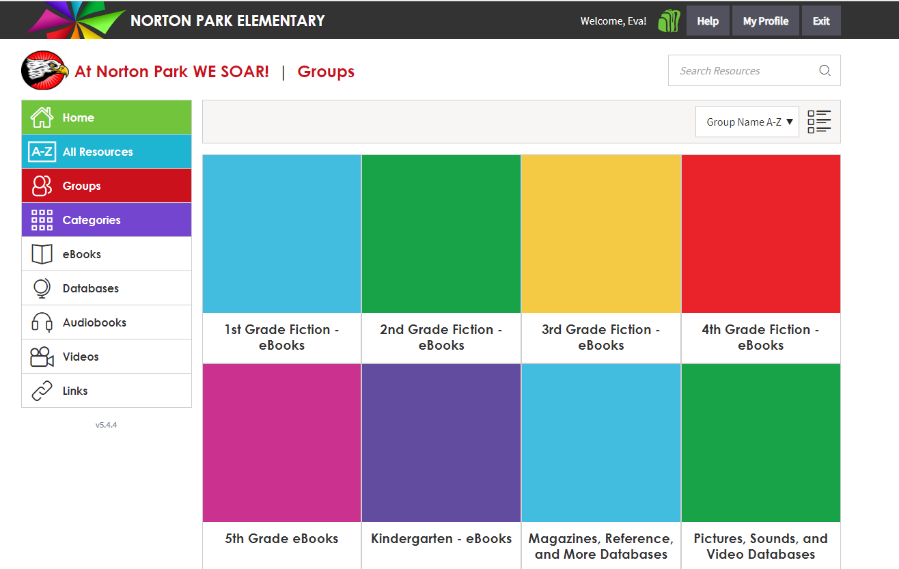 NORTON PARK ELEMENTARY
Welcome, Eva!
Help
My Profile
Exit
At Norton Park WE SOAR! | Groups
Search Resources
Home
A-Z All Resources
Groups
Categories
eBooks
Databases
Audiobooks
Videos
Links
v5.4.4
Group Name A-Z
1st Grade Fiction -
eBooks
2nd Grade Fiction -
eBooks
3rd Grade Fiction -
eBooks
4th Grade Fiction -
eBooks
5th Grade eBooks
Kindergarten - eBooks
Magazines, Reference,
and More Databases
Pictures, Sounds, and
Video Databases